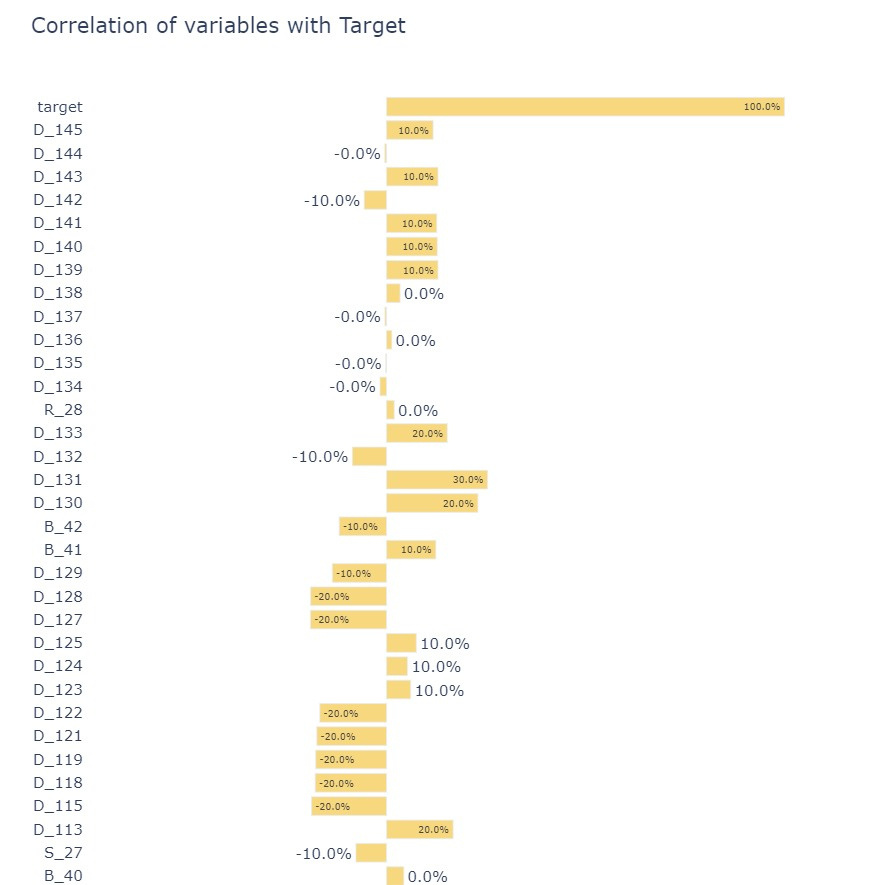 Correlation of variables with Target
target 100.0%
D_145 10.0%
D_144 -0.0%
D_143 10.0%
D_142 -10.0%
D_141 10.0%
D_140 10.0%
D_139 10.0%
D_138 0.0%
D_137 -0.0%
D_136 0.0%
D_135 -0.0%
D_134 -0.0%
R_28 0.0%
D_133 20.0%
D_132 -10.0%
D_131 30.0%
D_130 20.0%
B_42 -10.0%
B_41 10.0%
D_129 -10.0%
D_128 -20.0%
D_127 -20.0%
D_125 10.0%
D_124 10.0%
D_123 10.0%
D_122 -20.0%
D_121 -20.0%
D_119 -20.0%
D_118 -20.0%
D_115 -20.0%
D_113 20.0%
S_27 -10.0%
B_40 0.0%